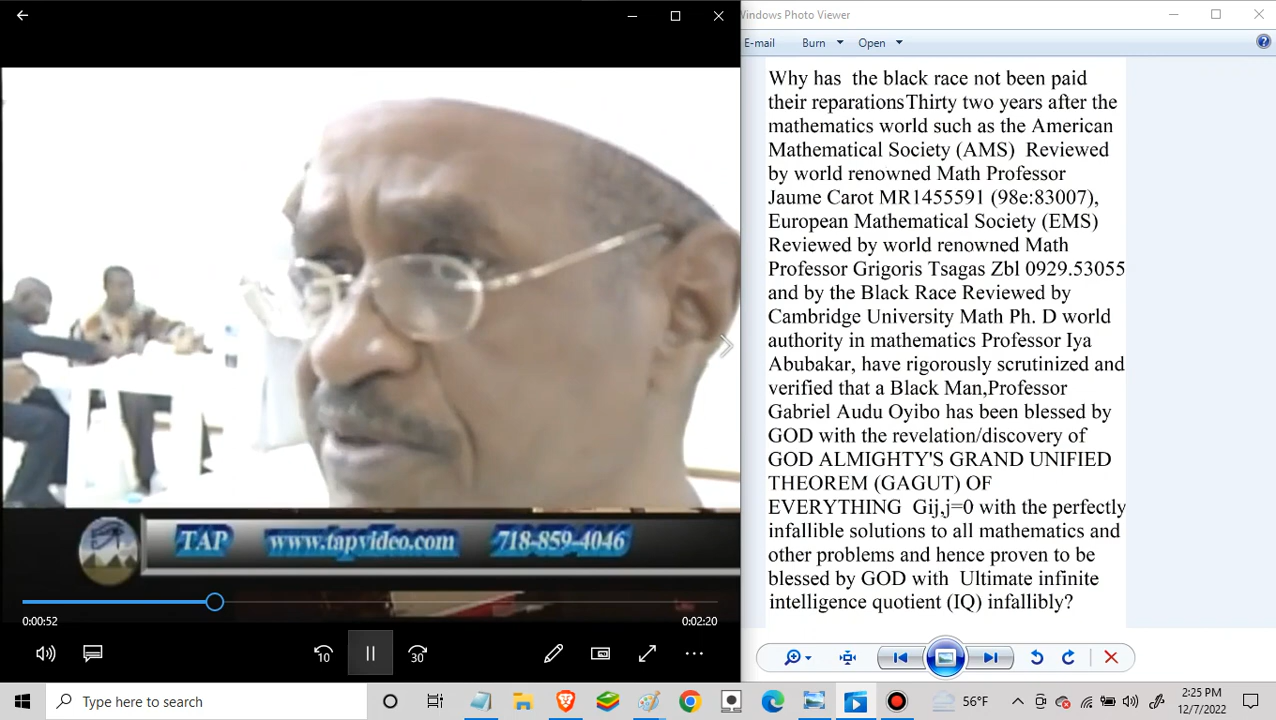 Windows Photo Viewer
E-mail Burn Open
Why has the black race not been paid
their reparationsThirty two years after the
mathematics world such as the American
Mathematical Society (AMS) Reviewed
by world renowned Math Professor
Jaume Carot MR1455591 (98e:83007),
European Mathematical Society (EMS)
Reviewed by world renowned Math
Professor Grigoris Tsagas Zbl 0929.53055
and by the Black Race Reviewed by
Cambridge University Math Ph. D world
authority in mathematics Professor Iya
Abubakar, have rigorously scrutinized and
verified that a Black Man,Professor
Gabriel Audu Oyibo has been blessed by
GOD with the revelation/discovery of
GOD ALMIGHTY'S GRAND UNIFIED
THEOREM (GAGUT) OF
EVERYTHING Gij,j=0 with the perfectly
infallible solutions to all mathematics and
other problems and hence proven to be
blessed by GOD with Ultimate infinite
intelligence quotient (IQ) infallibly?
TAP www.tapvideo.com 718-859-4046
0:00:52 0:02:20
10 30
Type here to search
56°F
2:25 PM
12/7/2022